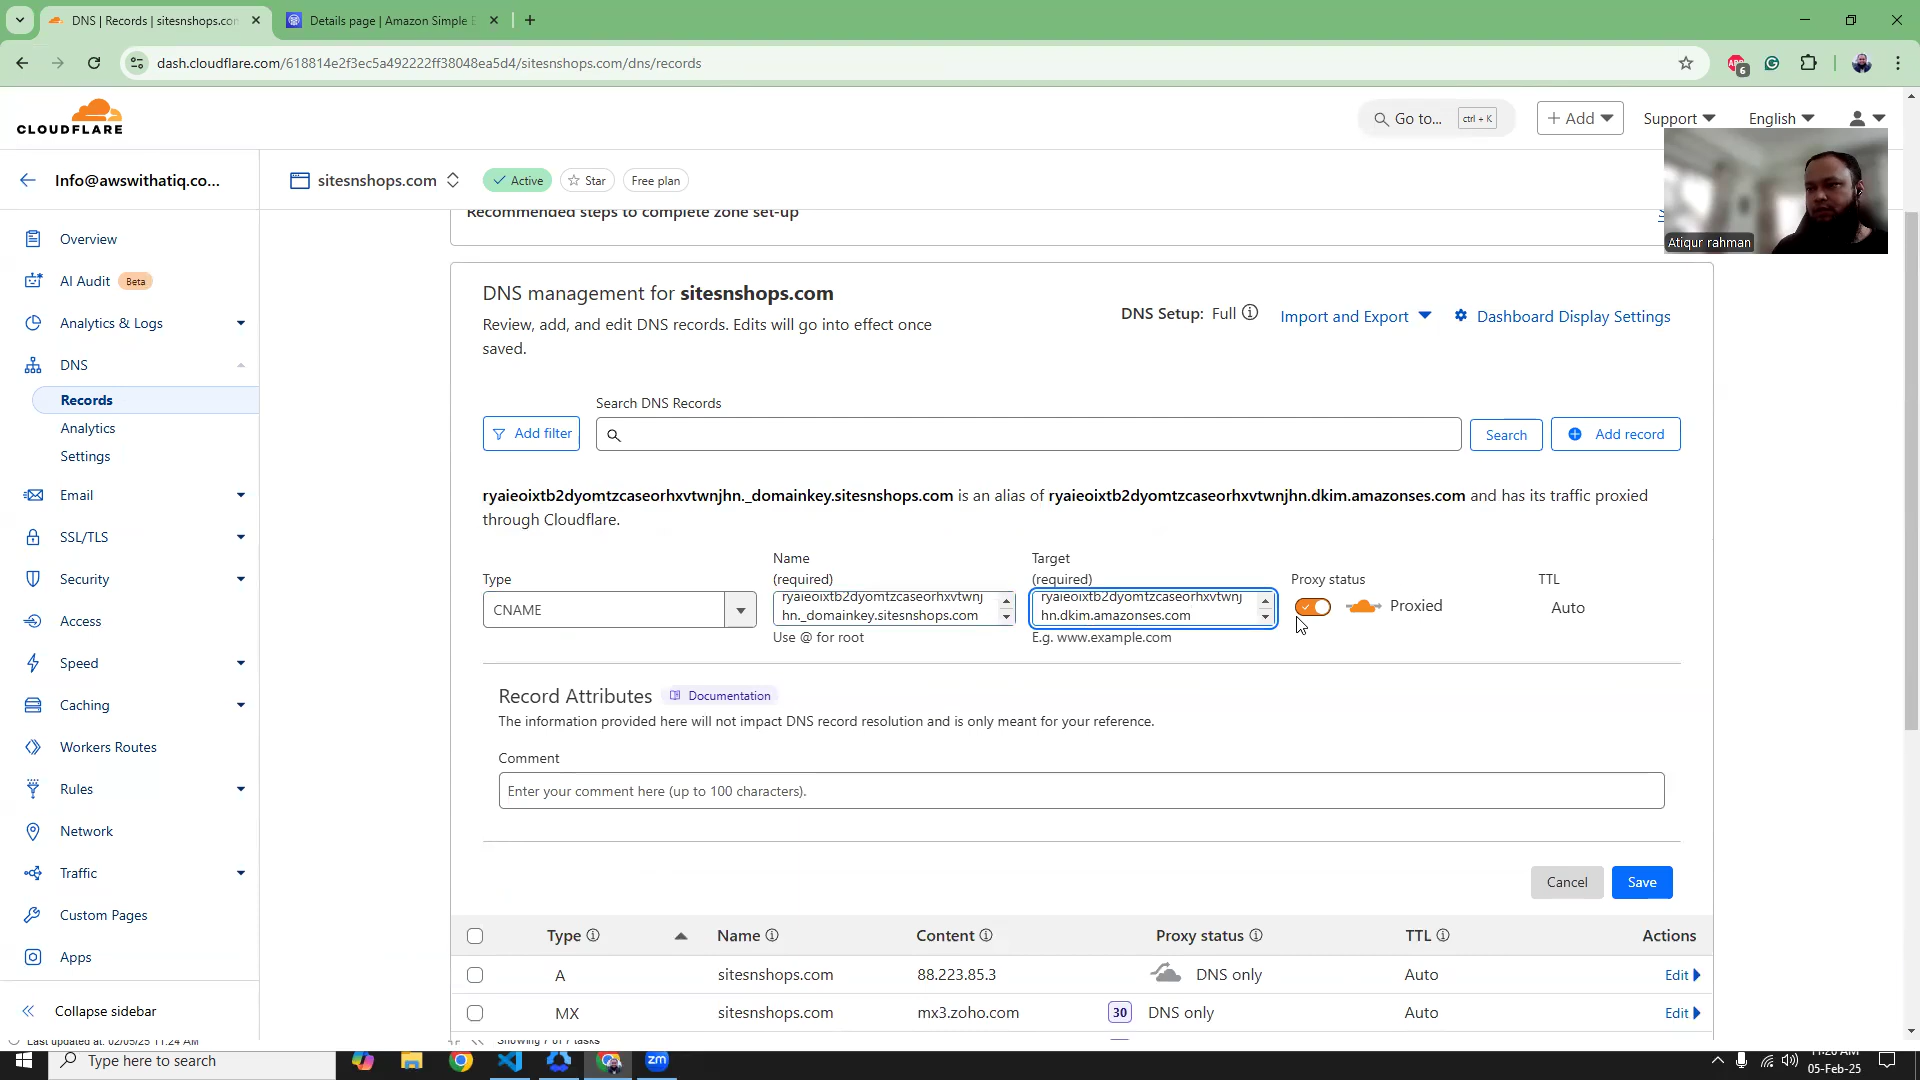 DNS | Records | sitesnshops.com
Details page | Amazon Simple E
dash.cloudflare.com/618814e2f3ec5a492222ff38048ea5d4/sitesnshops.com/dns/records
6
CLOUDFLARE
Go to... ctrl + K
Add
Support
English
Info@awswithatiq.co...
sitesnshops.com
Active
Star
Free plan
Atiqur rahman
Overview
AI Audit Beta
Analytics & Logs
DNS
Records
Analytics
Settings
Email
SSL/TLS
Security
Access
Speed
Caching
Workers Routes
Rules
Network
Traffic
Custom Pages
Apps
Collapse sidebar
Recommended steps to complete zone set-up
DNS management for sitesnshops.com
Review, add, and edit DNS records. Edits will go into effect once
saved.
DNS Setup: Full
Import and Export
Dashboard Display Settings
Search DNS Records
Add filter
Search
Add record
ryaieoixtb2dyomtzcaseorhxvtwnjhn._domainkey.sitesnshops.com is an alias of ryaieoixtb2dyomtzcaseorhxvtwnjhn.dkim.amazonses.com and has its traffic proxied
through Cloudflare.
Type
CNAME
Name
(required)
ryaieoixtb2dyomtzcaseorhxvtwnj
hn._domainkey.sitesnshops.com
Use @ for root
Target
(required)
ryaieoixtb2dyomtzcaseorhxvtwnj
hn.dkim.amazonses.com
E.g. www.example.com
Proxy status
Proxied
TTL
Auto
Record Attributes Documentation
The information provided here will not impact DNS record resolution and is only meant for your reference.
Comment
Enter your comment here (up to 100 characters).
Cancel
Save
Type Name Content Proxy status TTL Actions
A sitesnshops.com 88.223.85.3 DNS only Auto Edit
MX sitesnshops.com mx3.zoho.com 30 DNS only Auto Edit
Last updated at: 02/05/25 11:24 AM
Showing 7 of 7 tasks
Type here to search
zm
11:26 AM
05-Feb-25